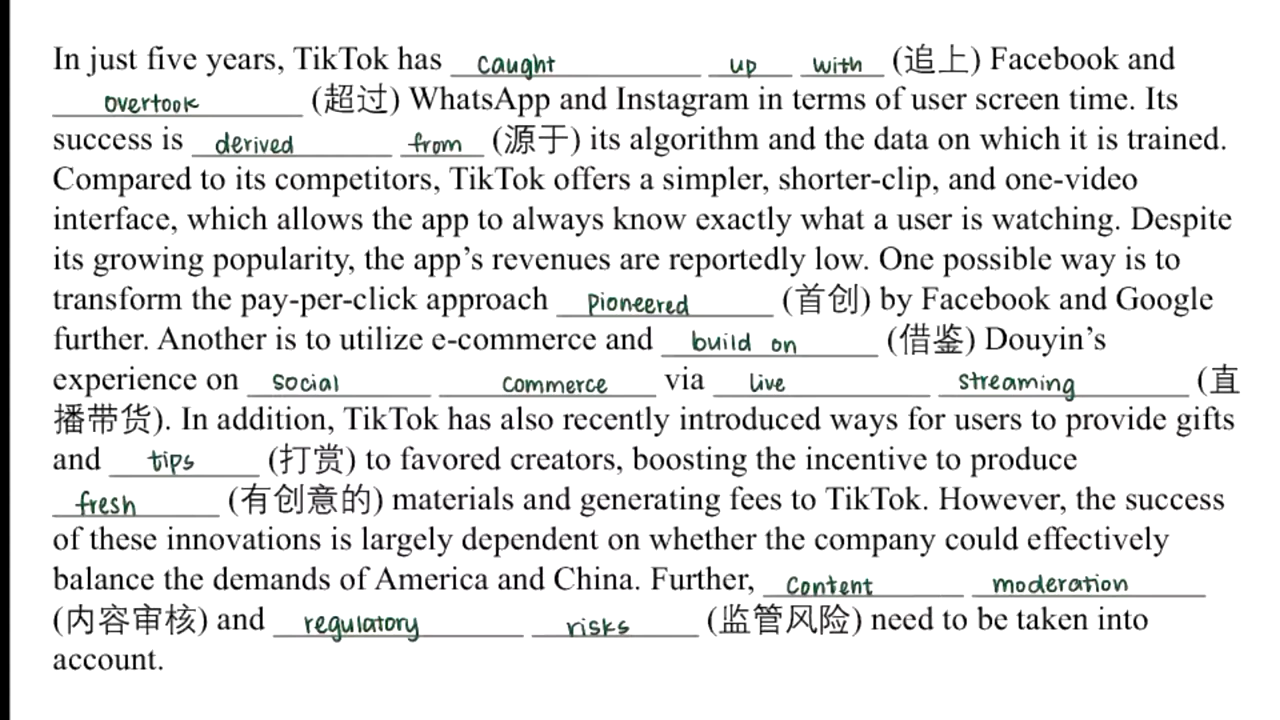 In just five years, TikTok has caught up with (追上) Facebook and
overtook (超过) WhatsApp and Instagram in terms of user screen time. Its
success is derived from (源于) its algorithm and the data on which it is trained.
Compared to its competitors, TikTok offers a simpler, shorter-clip, and one-video
interface, which allows the app to always know exactly what a user is watching. Despite
its growing popularity, the app’s revenues are reportedly low. One possible way is to
transform the pay-per-click approach pioneered (首创) by Facebook and Google
further. Another is to utilize e-commerce and build on (借鉴) Douyin’s
experience on social commerce via live streaming (直
播带货). In addition, TikTok has also recently introduced ways for users to provide gifts
and tips (打赏) to favored creators, boosting the incentive to produce
fresh (有创意的) materials and generating fees to TikTok. However, the success
of these innovations is largely dependent on whether the company could effectively
balance the demands of America and China. Further, content moderation
(内容审核) and regulatory risks (监管风险) need to be taken into
account.